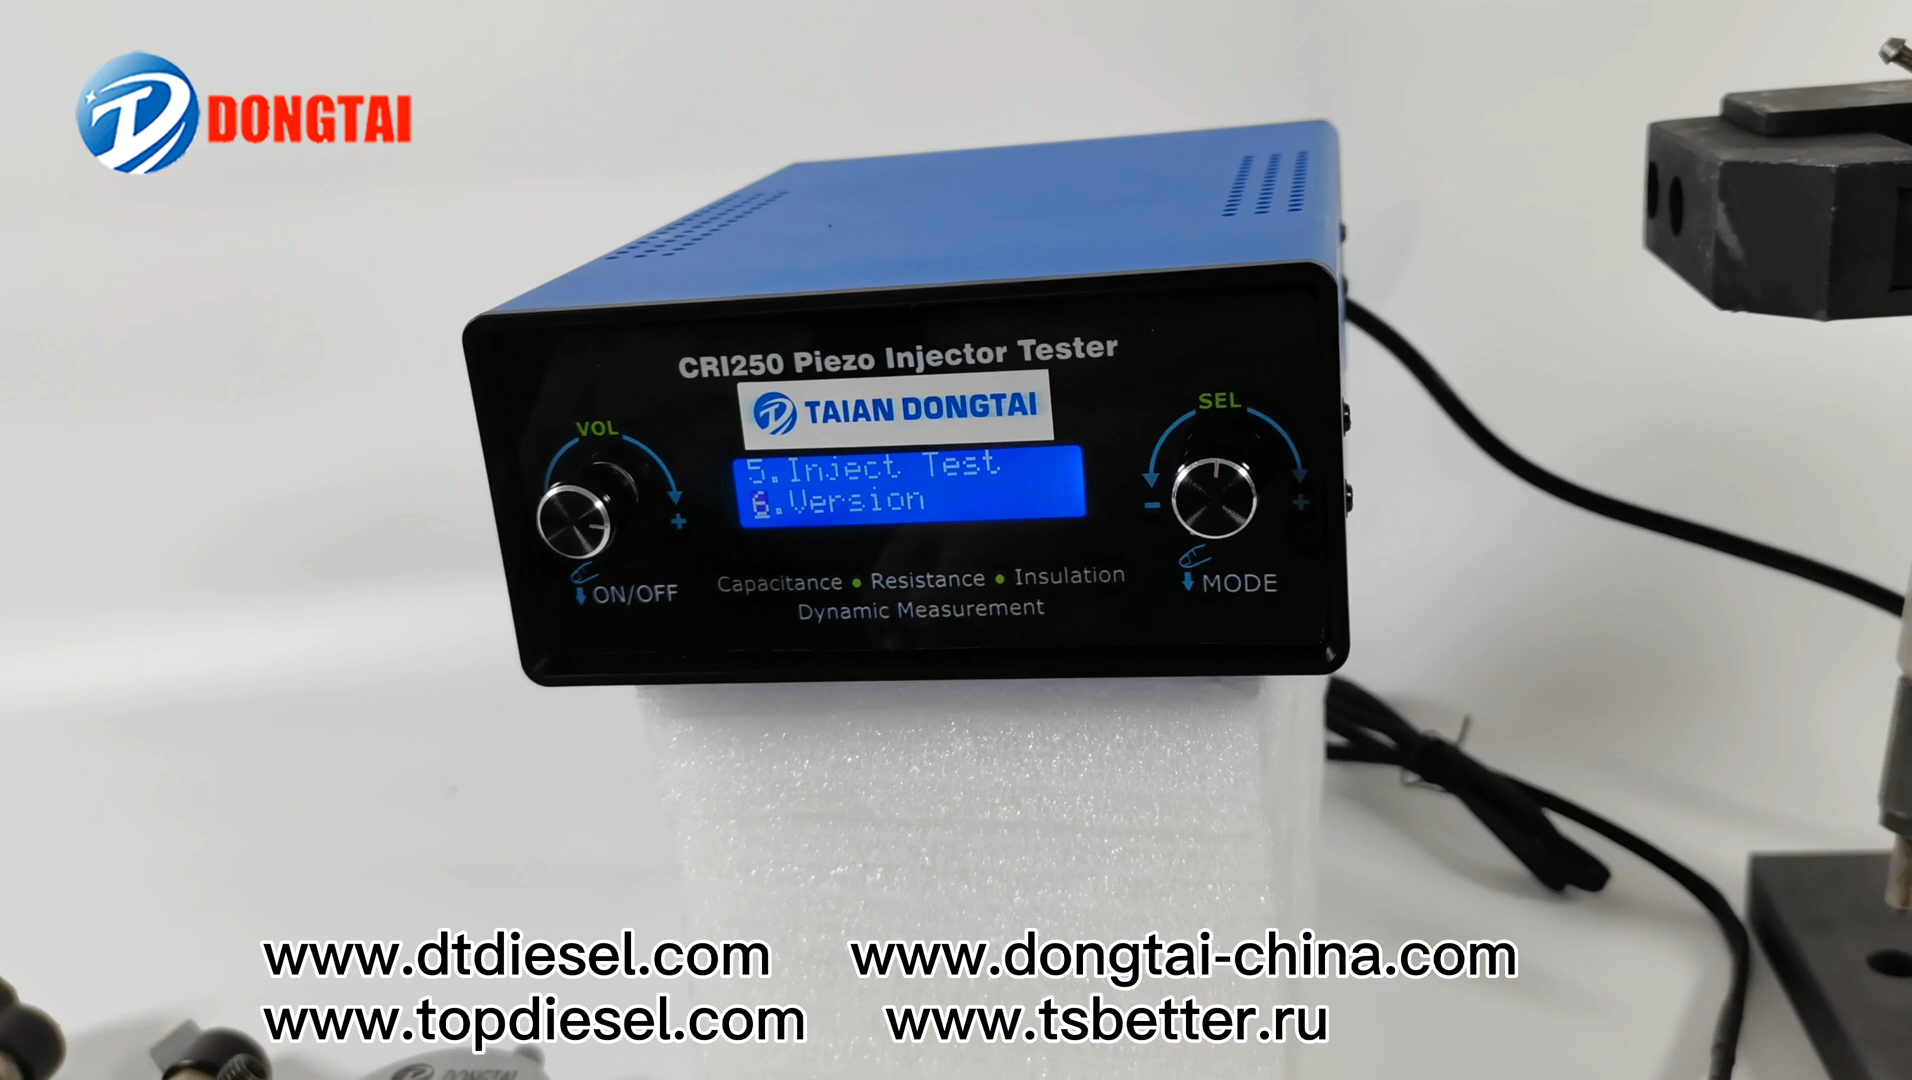 DONGTAI
CRI250 Piezo Injector Tester
TAIAN DONGTAI
VOL
SEL
5.Inject Test
6.Version
+
- +
ON/OFF
Capacitance • Resistance • Insulation
MODE
Dynamic Measurement
www.dtdiesel.com www.dongtai-china.com
www.topdiesel.com www.tsbetter.ru
DONGTAI